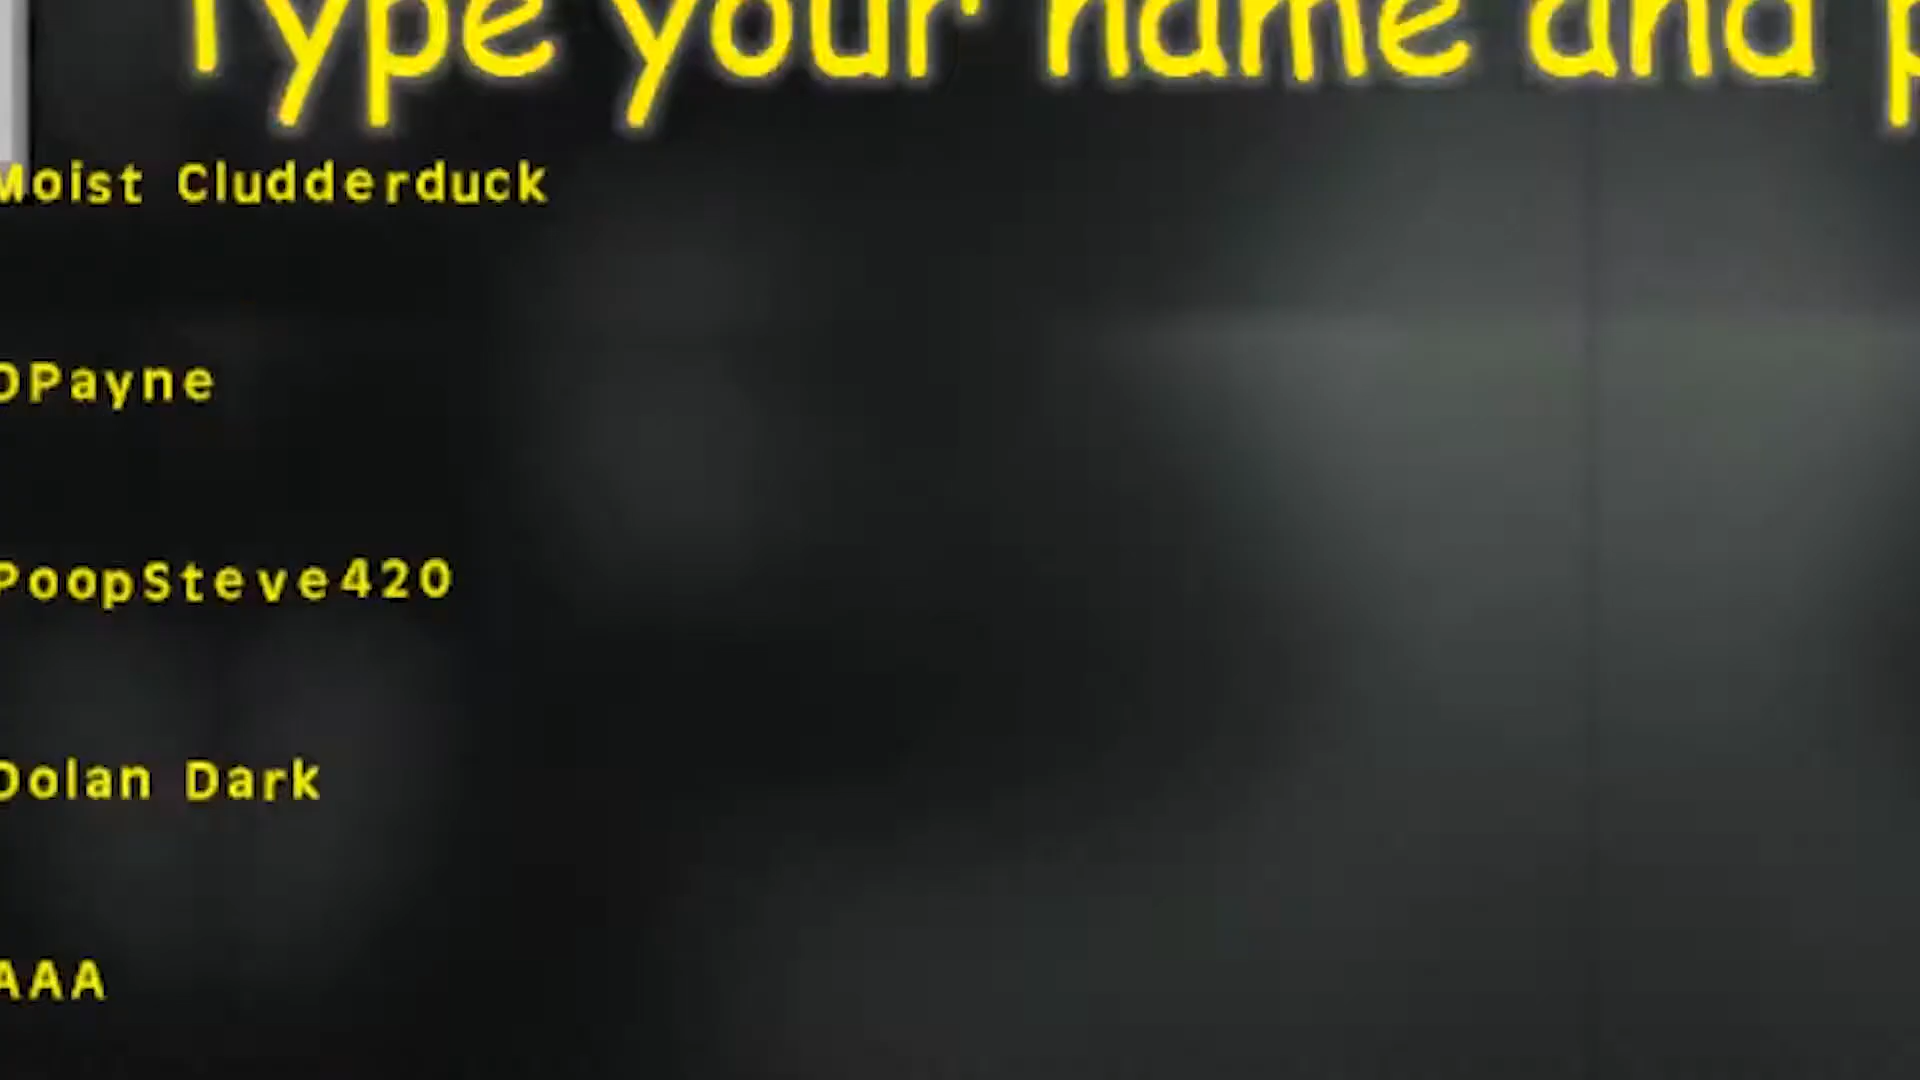 Type your name and p
Moist Cludderduck
DPayne
PoopSteve420
Dolan Dark
AAA